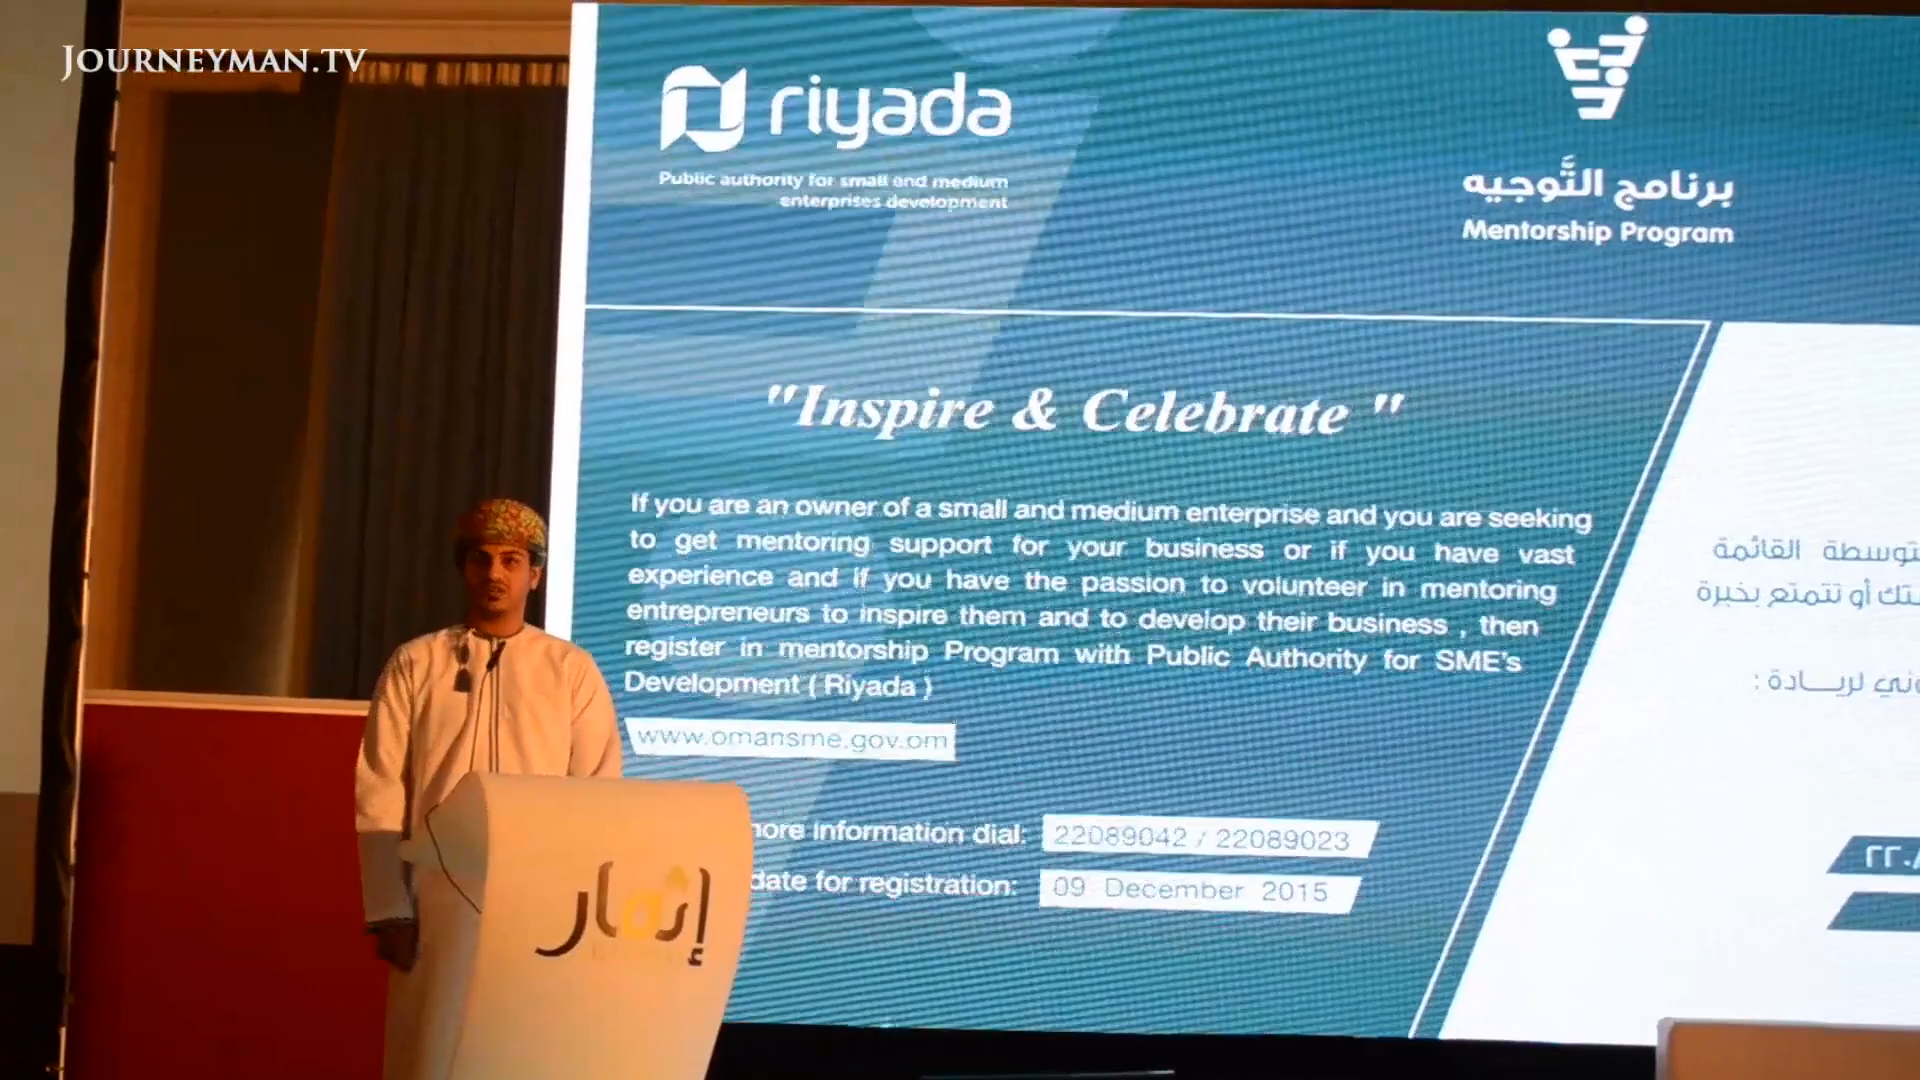 JOURNEYMAN.TV
riyada
Public authority for small and medium
enterprises development
برنامج التَّوجيه
Mentorship Program
"Inspire & Celebrate "
If you are an owner of a small and medium enterprise and you are seeking
to get mentoring support for your business or if you have vast
experience and if you have the passion to volunteer in mentoring
entrepreneurs to inspire them and to develop their business , then
register in mentorship Program with Public Authority for SME's
Development ( Riyada )
www.omansme.gov.om
more information dial: 22089042 / 22089023
date for registration: 09 December 2015
القائمة
أو تتمتع بخبرة
لريـــادة :
إثمار